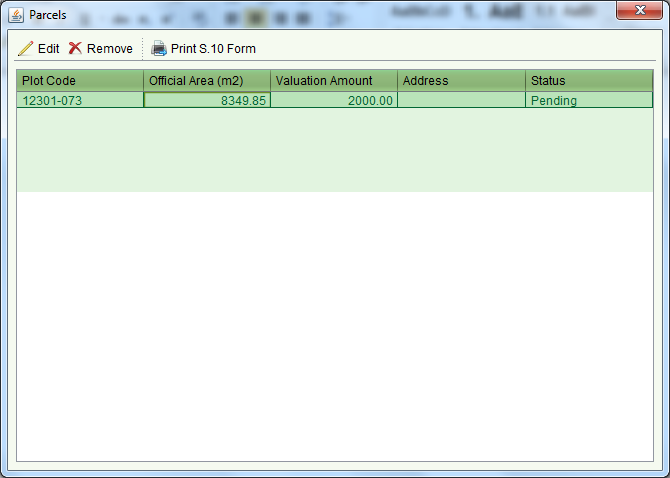 Parcels
Edit Remove Print S.10 Form
Plot Code Official Area (m2) Valuation Amount Address Status
12301-073 8349.85 2000.00 Pending